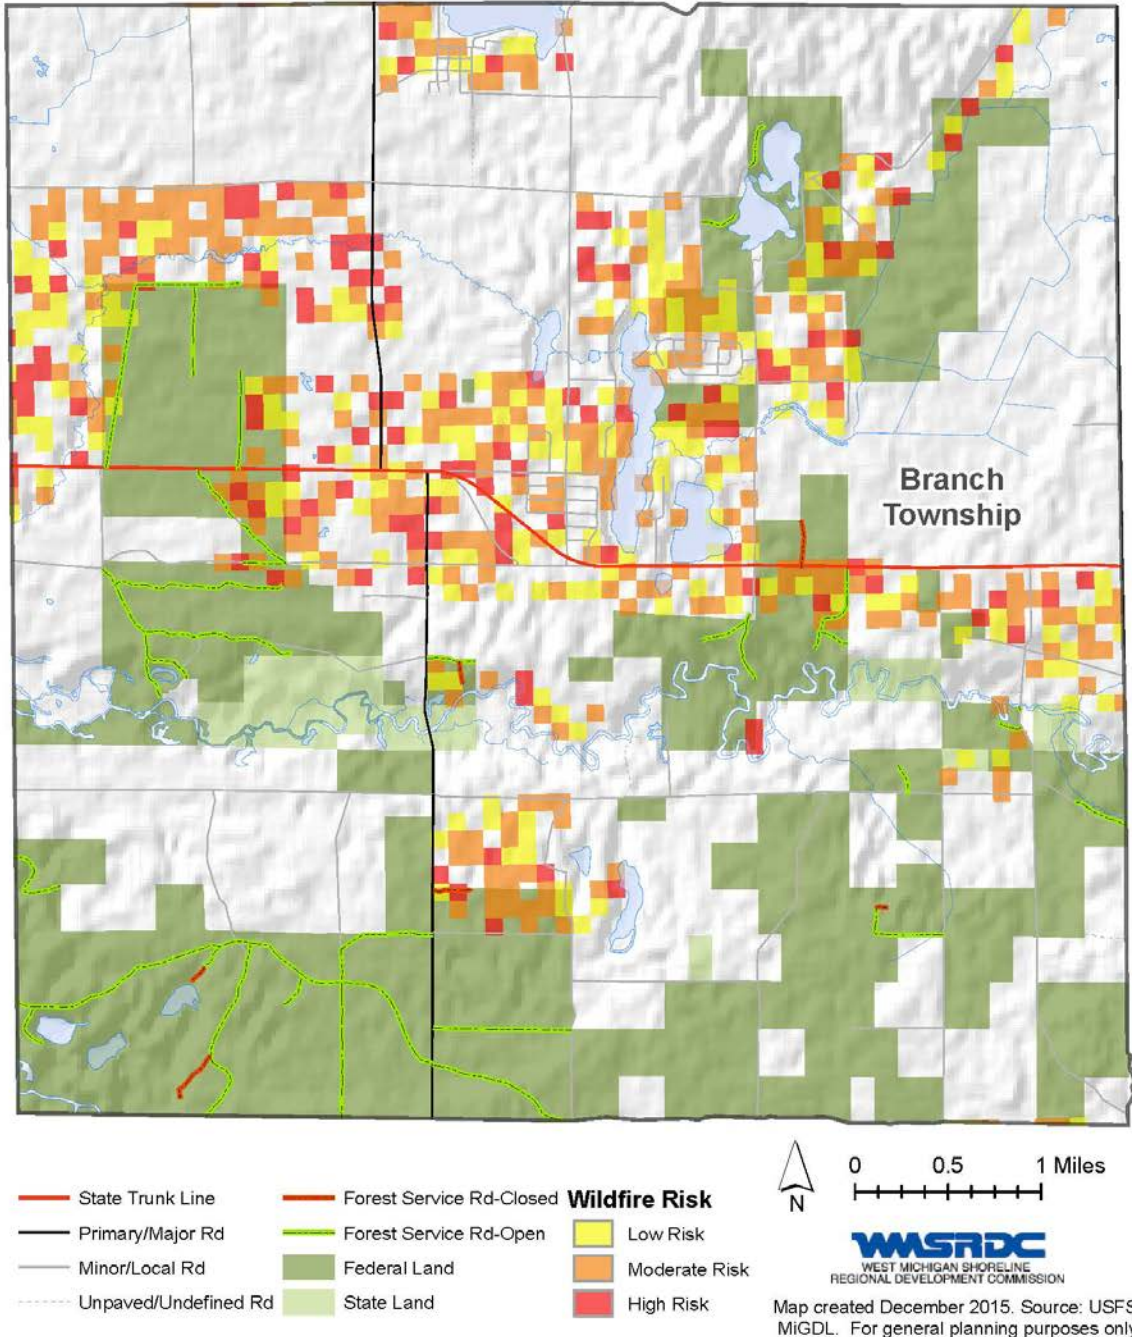 Branch
Township
State Trunk Line
Primary/Major Rd
Minor/Local Rd
Unpaved/Undefined Rd
Forest Service Rd-Closed
Forest Service Rd-Open
Federal Land
State Land
Wildfire Risk
Low Risk
Moderate Risk
High Risk
N
0 0.5 1 Miles
WMSRDC
WEST MICHIGAN SHORELINE
REGIONAL DEVELOPMENT COMMISSION
Map created December 2015. Source: USFS
MiGDL. For general planning purposes only